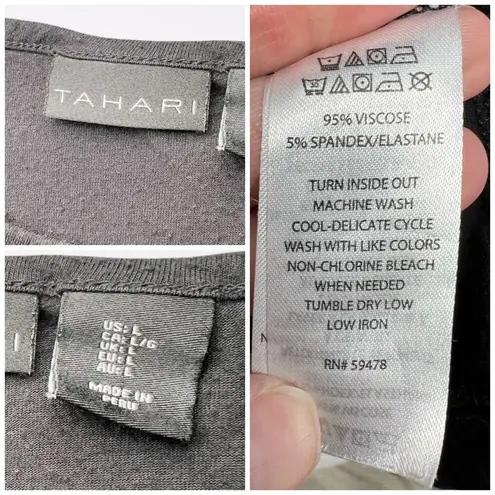 TAHARI
US: L
CA: L/G
UK: L
EU: L
AU: L
MADE IN
PERU
30
95% VISCOSE
5% SPANDEX/ELASTANE
TURN INSIDE OUT
MACHINE WASH
COOL-DELICATE CYCLE
WASH WITH LIKE COLORS
NON-CHLORINE BLEACH
WHEN NEEDED
TUMBLE DRY LOW
LOW IRON
RN# 59478